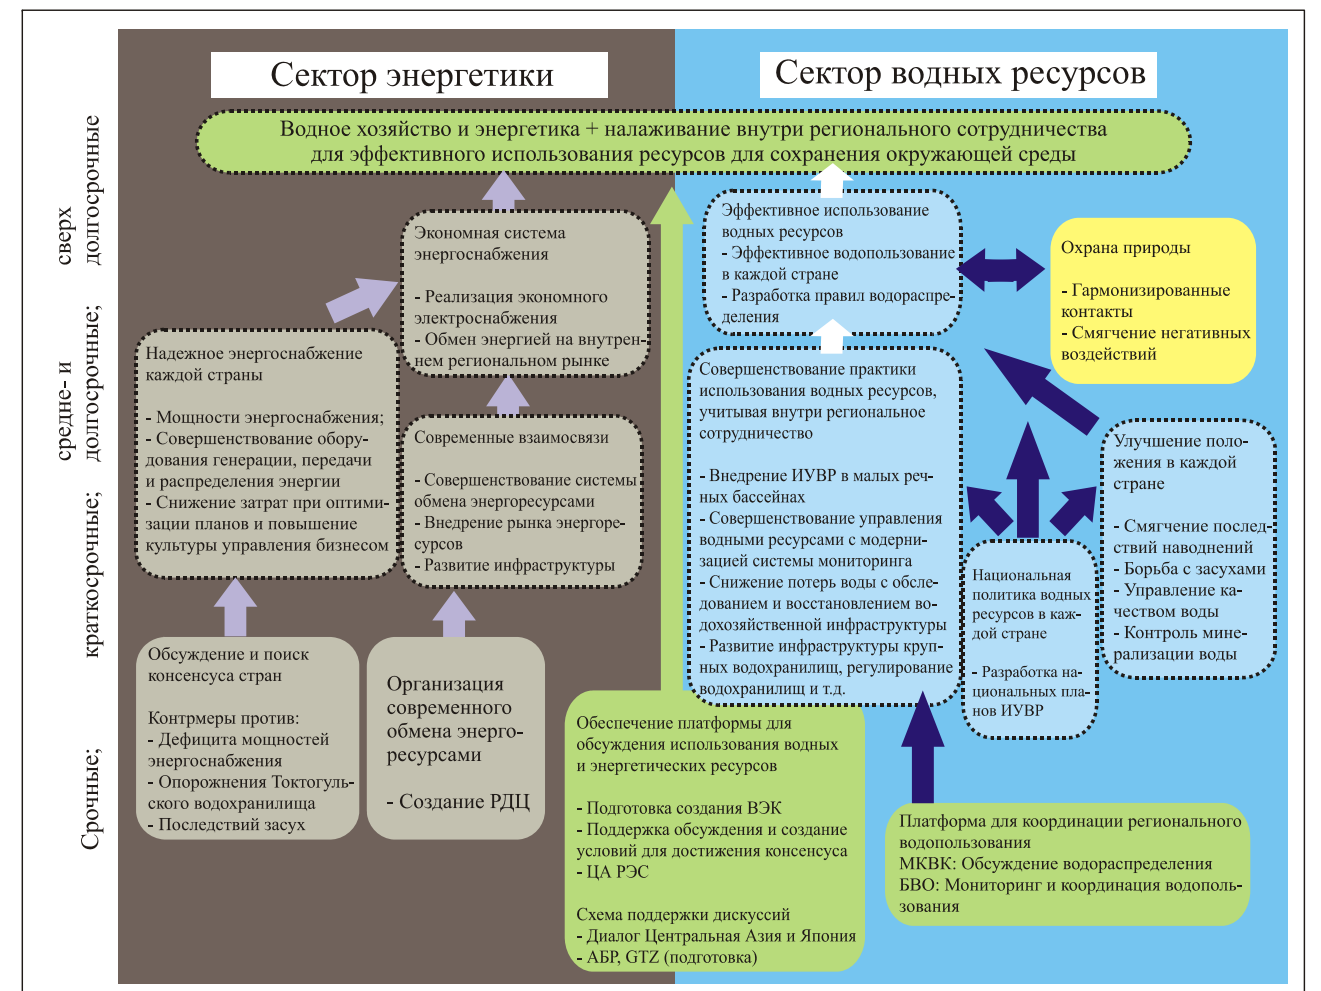 Сектор энергетики
Сектор водных ресурсов
Водное хозяйство и энергетика + налаживание внутри регионального сотрудничества
для эффективного использования ресурсов для сохранения окружающей среды
сверх
долгосрочные
средне- и
долгосрочные;
краткосрочные;
Срочные;
Экономная система
энергоснабжения
- Реализация экономного
электроснабжения
- Обмен энергией на внутрен-
нем региональном рынке
Надежное энергоснабжение
каждой страны
- Мощности энергоснабжения;
- Совершенствование обору-
дования генерации, передачи
и распределения энергии
- Снижение затрат при оптими-
зации планов и повышение
культуры управления бизнесом
Современные взаимосвязи
- Совершенствование системы
обмена энергоресурсами
- Внедрение рынка энергоре-
сурсов
- Развитие инфраструктуры
Обсуждение и поиск
консенсуса стран
Контрмеры против:
- Дефицита мощностей
энергоснабжения
- Опорожнения Токтогуль-
ского водохранилища
- Последствий засух
Организация
современного
обмена энерго-
ресурсами
- Создание РДЦ
Обеспечение платформы для
обсуждения использования водных
и энергетических ресурсов
- Подготовка создания ВЭК
- Поддержка обсуждения и создание
условий для достижения консенсуса
- ЦА РЭС
Схема поддержки дискуссий
- Диалог Центральная Азия и Япония
- АБР, GTZ (подготовка)
Эффективное использование
водных ресурсов
- Эффективное водопользование
в каждой стране
- Разработка правил водораспре-
деления
Охрана природы
- Гармонизированные
контакты
- Смягчение негативных
воздействий
Совершенствование практики
использования водных ресурсов,
учитывая внутри региональное
сотрудничество
- Внедрение ИУВР в малых реч-
ных бассейнах
- Совершенствование управления
водными ресурсами с модерни-
зацией системы мониторинга
- Снижение потерь воды с обсле-
дованием и восстановлением во-
дохозяйственной инфраструктуры
- Развитие инфраструктуры круп-
ных водохранилищ, регулирование
водохранилищ и т.д.
Национальная
политика водных
ресурсов в каж-
дой стране
- Разработка на-
циональных пла-
нов ИУВР
Улучшение поло-
жения в каждой
стране
- Смягчение послед-
ствий наводнений
- Борьба с засухами
- Управление ка-
чеством воды
- Контроль мине-
рализации воды
Платформа для координации регионального
водопользования
МКВК: Обсуждение водораспределения
БВО: Мониторинг и координация водополь-
зования